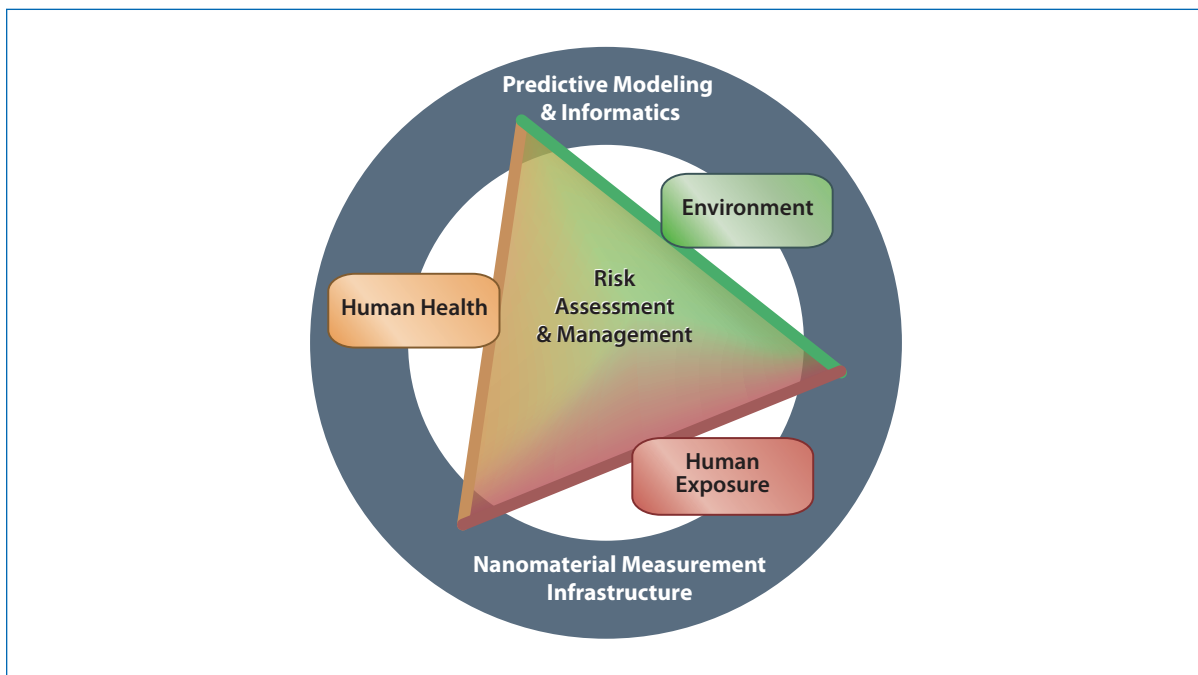 Predictive Modeling
& Informatics
Environment
Human Health
Risk
Assessment
& Management
Human
Exposure
Nanomaterial Measurement
Infrastructure